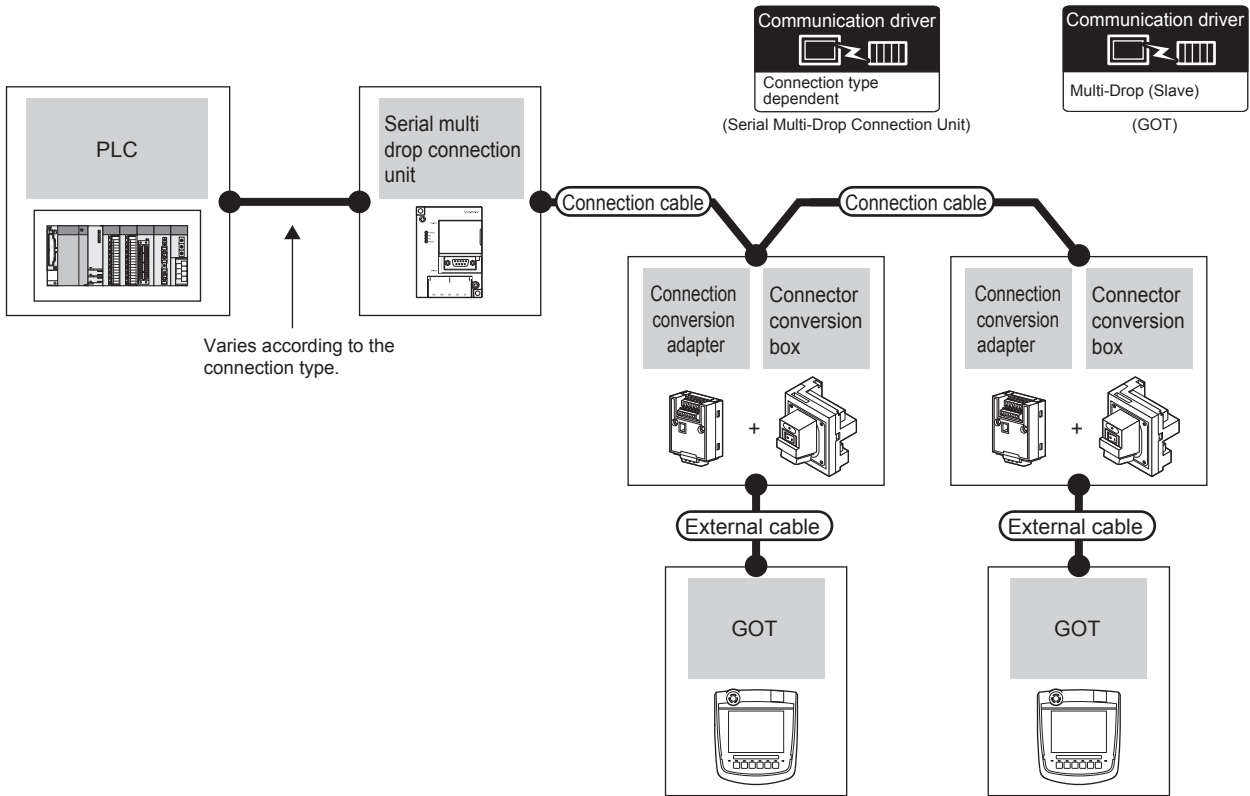 Communication driver
Connection type
dependent
(Serial Multi-Drop Connection Unit)
Communication driver
Multi-Drop (Slave)
(GOT)
PLC
Serial multi
drop connection
unit
Varies according to the
connection type.
Connection cable
Connection cable
Connection
conversion
adapter
Connector
conversion
box
+
Connection
conversion
adapter
Connector
conversion
box
+
External cable
External cable
GOT
GOT